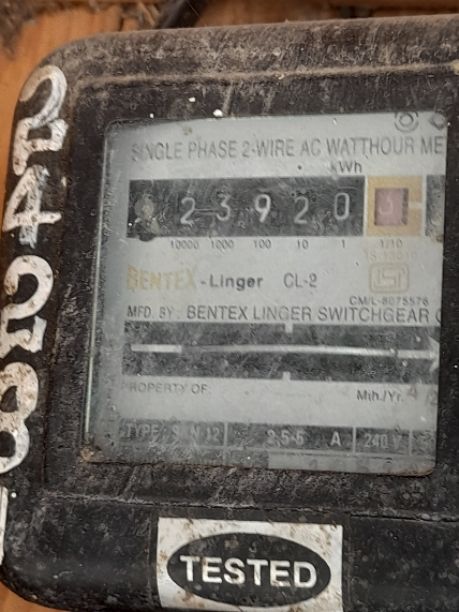 SINGLE PHASE 2-WIRE AC WATTHOUR ME
kWh
2 3 9 2 0
10000 1000 100 10 1 1/10
BENTEX -Linger CL-2
CM/L-8075576
MFD. BY: BENTEX LINGER SWITCHGEAR
PROPERTY OF: Mth./Yr.
TYPE A 240 V
TESTED